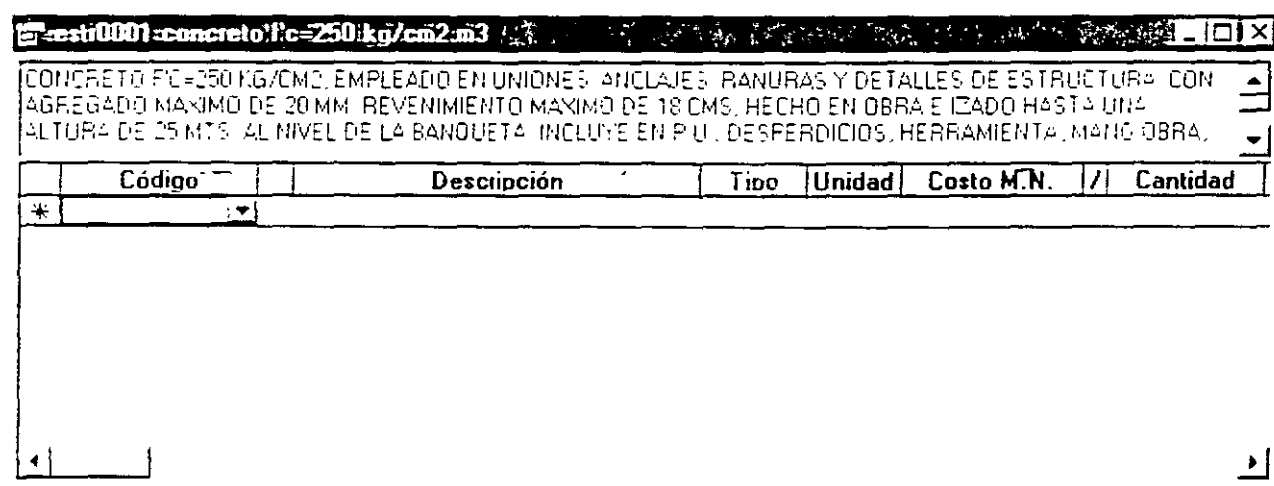 estr0001 concreto f'c=250 kg/cm2 m3
CONCRETO F'C=250 KG/CM2, EMPLEADO EN UNIONES ANCLAJES RANURAS Y DETALLES DE ESTRUCTURA CON
AGREGADO MAXIMO DE 20 MM REVENIMIENTO MAXIMO DE 18 CMS, HECHO EN OBRA E IZADO HASTA UNA
ALTURA DE 25 MTS AL NIVEL DE LA BANQUETA INCLUYE EN P U . DESPERDICIOS, HERRAMIENTA, MANO OBRA,
Código Descripción Tipo Unidad Costo M.N. / Cantidad
*